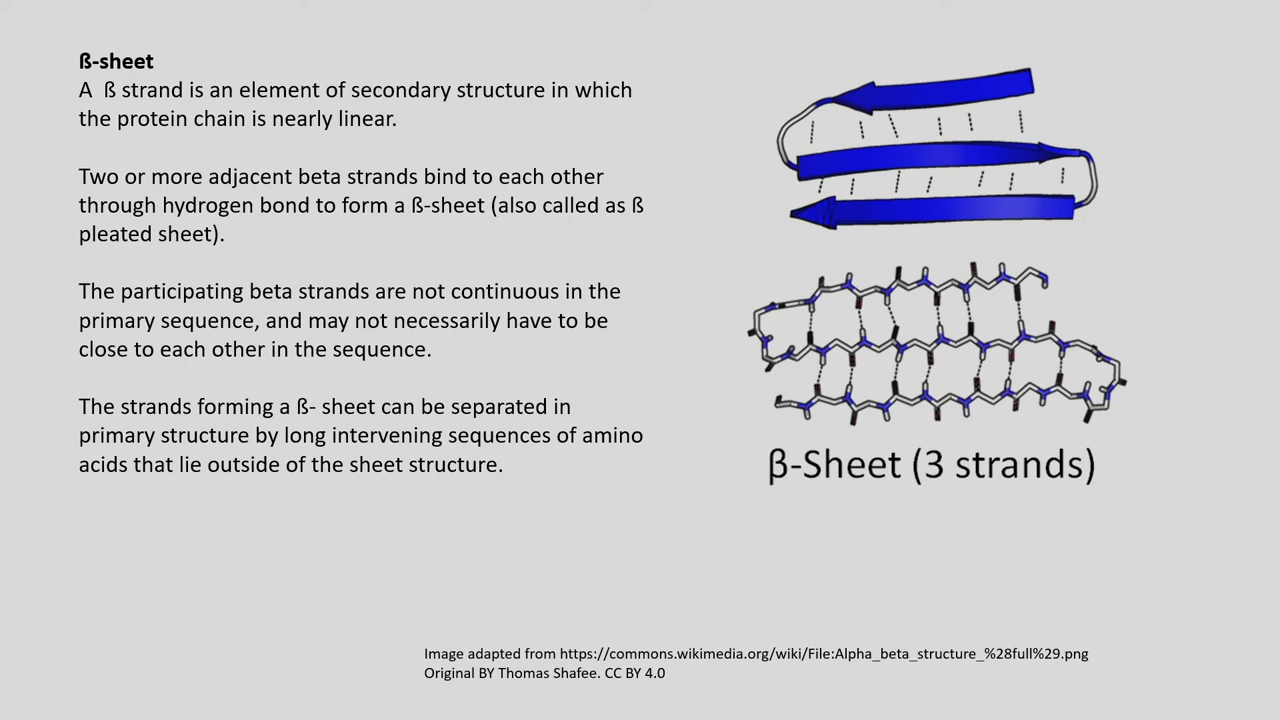 ß-sheet
A  ß strand is an element of secondary structure in which
the protein chain is nearly linear.
Two or more adjacent beta strands bind to each other
through hydrogen bond to form a ß-sheet (also called as ß
pleated sheet).
The participating beta strands are not continuous in the
primary sequence, and may not necessarily have to be
close to each other in the sequence.
The strands forming a ß- sheet can be separated in
primary structure by long intervening sequences of amino
acids that lie outside of the sheet structure.
β-Sheet (3 strands)
Image adapted from https://commons.wikimedia.org/wiki/File:Alpha_beta_structure_%28full%29.png
Original BY Thomas Shafee. CC BY 4.0